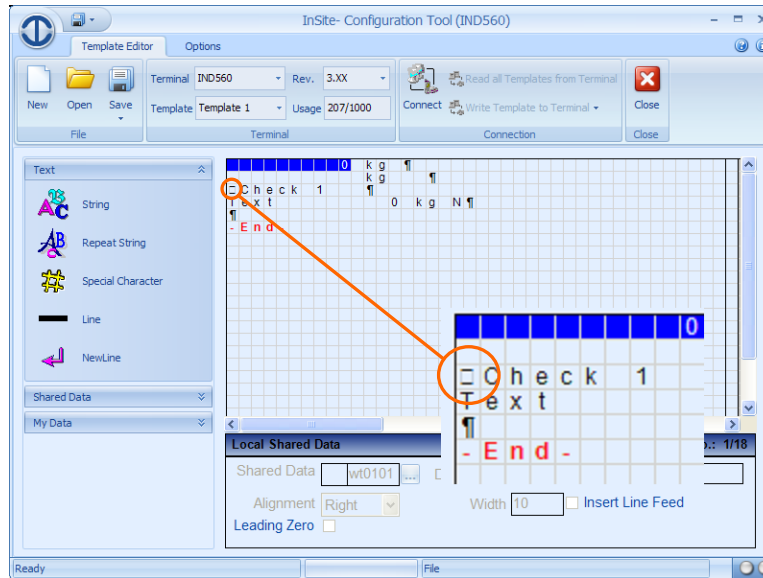 InSite- Configuration Tool (IND560)
Template Editor Options
Terminal IND560 Rev. 3.XX
Template Template 1 Usage 207/1000
New Open Save
Connect
Read all Templates from Terminal
Write Template to Terminal
Close
File Terminal Connection Close
Text
String
Repeat String
Special Character
Line
NewLine
Shared Data
My Data
0 kg ¶
kg ¶
□Check 1 ¶
Text 0 kg N¶
¶
-End-
0
□Check 1
Text
¶
-End-
Local Shared Data
1/18
Shared Data wt0101 ...
Alignment Right Width 10 Insert Line Feed
Leading Zero
Ready File